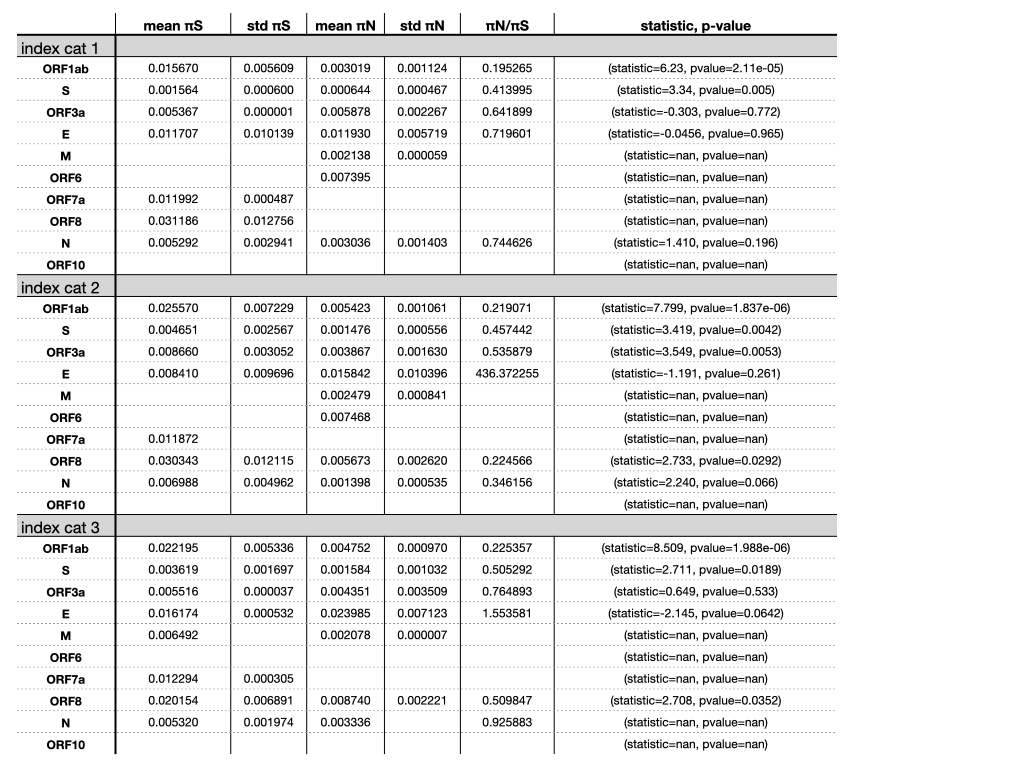 mean πS std πS mean πN std πN πN/πS statistic, p-value
index cat 1
ORF1ab 0.015670 0.005609 0.003019 0.001124 0.195265 (statistic=6.23, pvalue=2.11e-05)
S 0.001564 0.000600 0.000644 0.000467 0.413995 (statistic=3.34, pvalue=0.005)
ORF3a 0.005367 0.000001 0.005878 0.002267 0.641899 (statistic=-0.303, pvalue=0.772)
E 0.011707 0.010139 0.011930 0.005719 0.719601 (statistic=-0.0456, pvalue=0.965)
M 0.002138 0.000059 (statistic=nan, pvalue=nan)
ORF6 0.007395 (statistic=nan, pvalue=nan)
ORF7a 0.011992 0.000487 (statistic=nan, pvalue=nan)
ORF8 0.031186 0.012756 (statistic=nan, pvalue=nan)
N 0.005292 0.002941 0.003036 0.001403 0.744626 (statistic=1.410, pvalue=0.196)
ORF10 (statistic=nan, pvalue=nan)
index cat 2
ORF1ab 0.025570 0.007229 0.005423 0.001061 0.219071 (statistic=7.799, pvalue=1.837e-06)
S 0.004651 0.002567 0.001476 0.000556 0.457442 (statistic=3.419, pvalue=0.0042)
ORF3a 0.008660 0.003052 0.003867 0.001630 0.535879 (statistic=3.549, pvalue=0.0053)
E 0.008410 0.009696 0.015842 0.010396 436.372255 (statistic=-1.191, pvalue=0.261)
M 0.002479 0.000841 (statistic=nan, pvalue=nan)
ORF6 0.007468 (statistic=nan, pvalue=nan)
ORF7a 0.011872 (statistic=nan, pvalue=nan)
ORF8 0.030343 0.012115 0.005673 0.002620 0.224566 (statistic=2.733, pvalue=0.0292)
N 0.006988 0.004962 0.001398 0.000535 0.346156 (statistic=2.240, pvalue=0.066)
ORF10 (statistic=nan, pvalue=nan)
index cat 3
ORF1ab 0.022195 0.005336 0.004752 0.000970 0.225357 (statistic=8.509, pvalue=1.988e-06)
S 0.003619 0.001697 0.001584 0.001032 0.505292 (statistic=2.711, pvalue=0.0189)
ORF3a 0.005516 0.000037 0.004351 0.003509 0.764893 (statistic=0.649, pvalue=0.533)
E 0.016174 0.000532 0.023985 0.007123 1.553581 (statistic=-2.145, pvalue=0.0642)
M 0.006492 0.002078 0.000007 (statistic=nan, pvalue=nan)
ORF6 (statistic=nan, pvalue=nan)
ORF7a 0.012294 0.000305 (statistic=nan, pvalue=nan)
ORF8 0.020154 0.006891 0.008740 0.002221 0.509847 (statistic=2.708, pvalue=0.0352)
N 0.005320 0.001974 0.003336 0.925883 (statistic=nan, pvalue=nan)
ORF10 (statistic=nan, pvalue=nan)